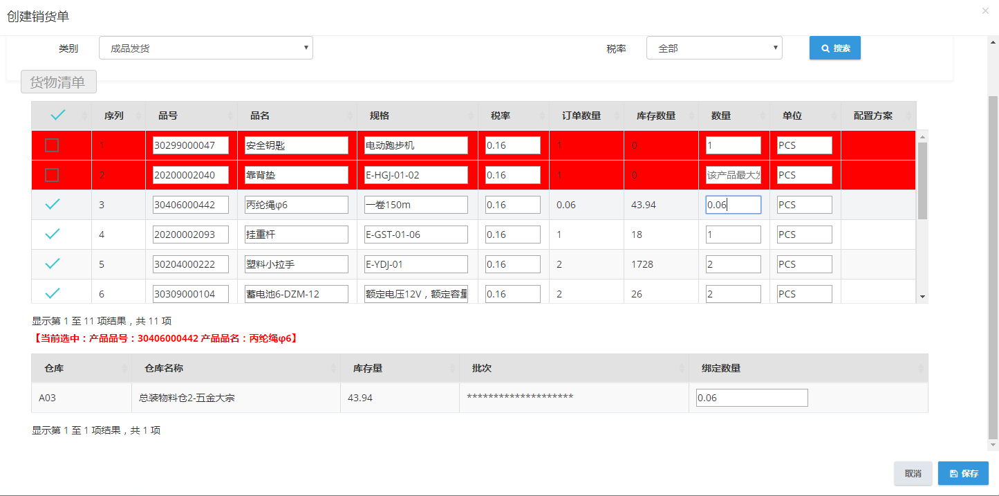 创建销货单
×
类别 成品发货 税率 全部 搜索
货物清单
序列 品号 品名 规格 税率 订单数量 库存数量 数量 单位 配置方案
1 30299000047 安全钥匙 电动跑步机 0.16 1 0 1 PCS
2 20200002040 靠背垫 E-HGJ-01-02 0.16 1 0 该产品最大发 PCS
3 30406000442 丙纶绳φ6 一卷150m 0.16 0.06 43.94 0.06 PCS
4 20200002093 挂重杆 E-GST-01-06 0.16 1 18 1 PCS
5 30204000222 塑料小拉手 E-YDJ-01 0.16 2 1728 2 PCS
6 30309000104 蓄电池6-DZM-12 额定电压12V，额定容量 0.16 2 26 2 PCS
显示第 1 至 11 项结果，共 11 项
【当前选中：产品品号：30406000442 产品品名：丙纶绳φ6】
仓库 仓库名称 库存量 批次 绑定数量
A03 总装物料仓2-五金大宗 43.94 ******************** 0.06
显示第 1 至 1 项结果，共 1 项
取消 保存